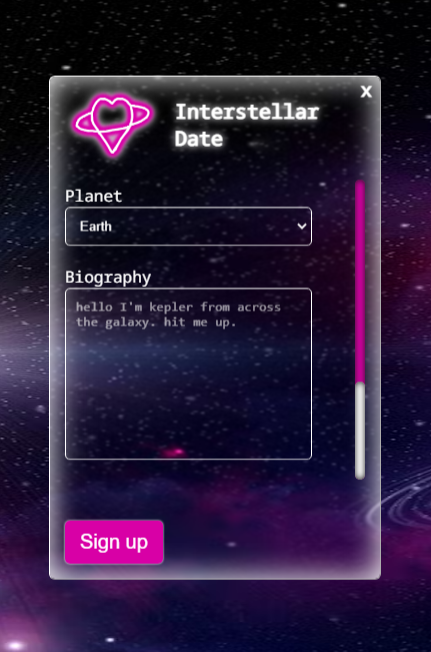 x
Interstellar
Date
Planet
Earth
Biography
hello I'm kepler from across
the galaxy. hit me up.
Sign up